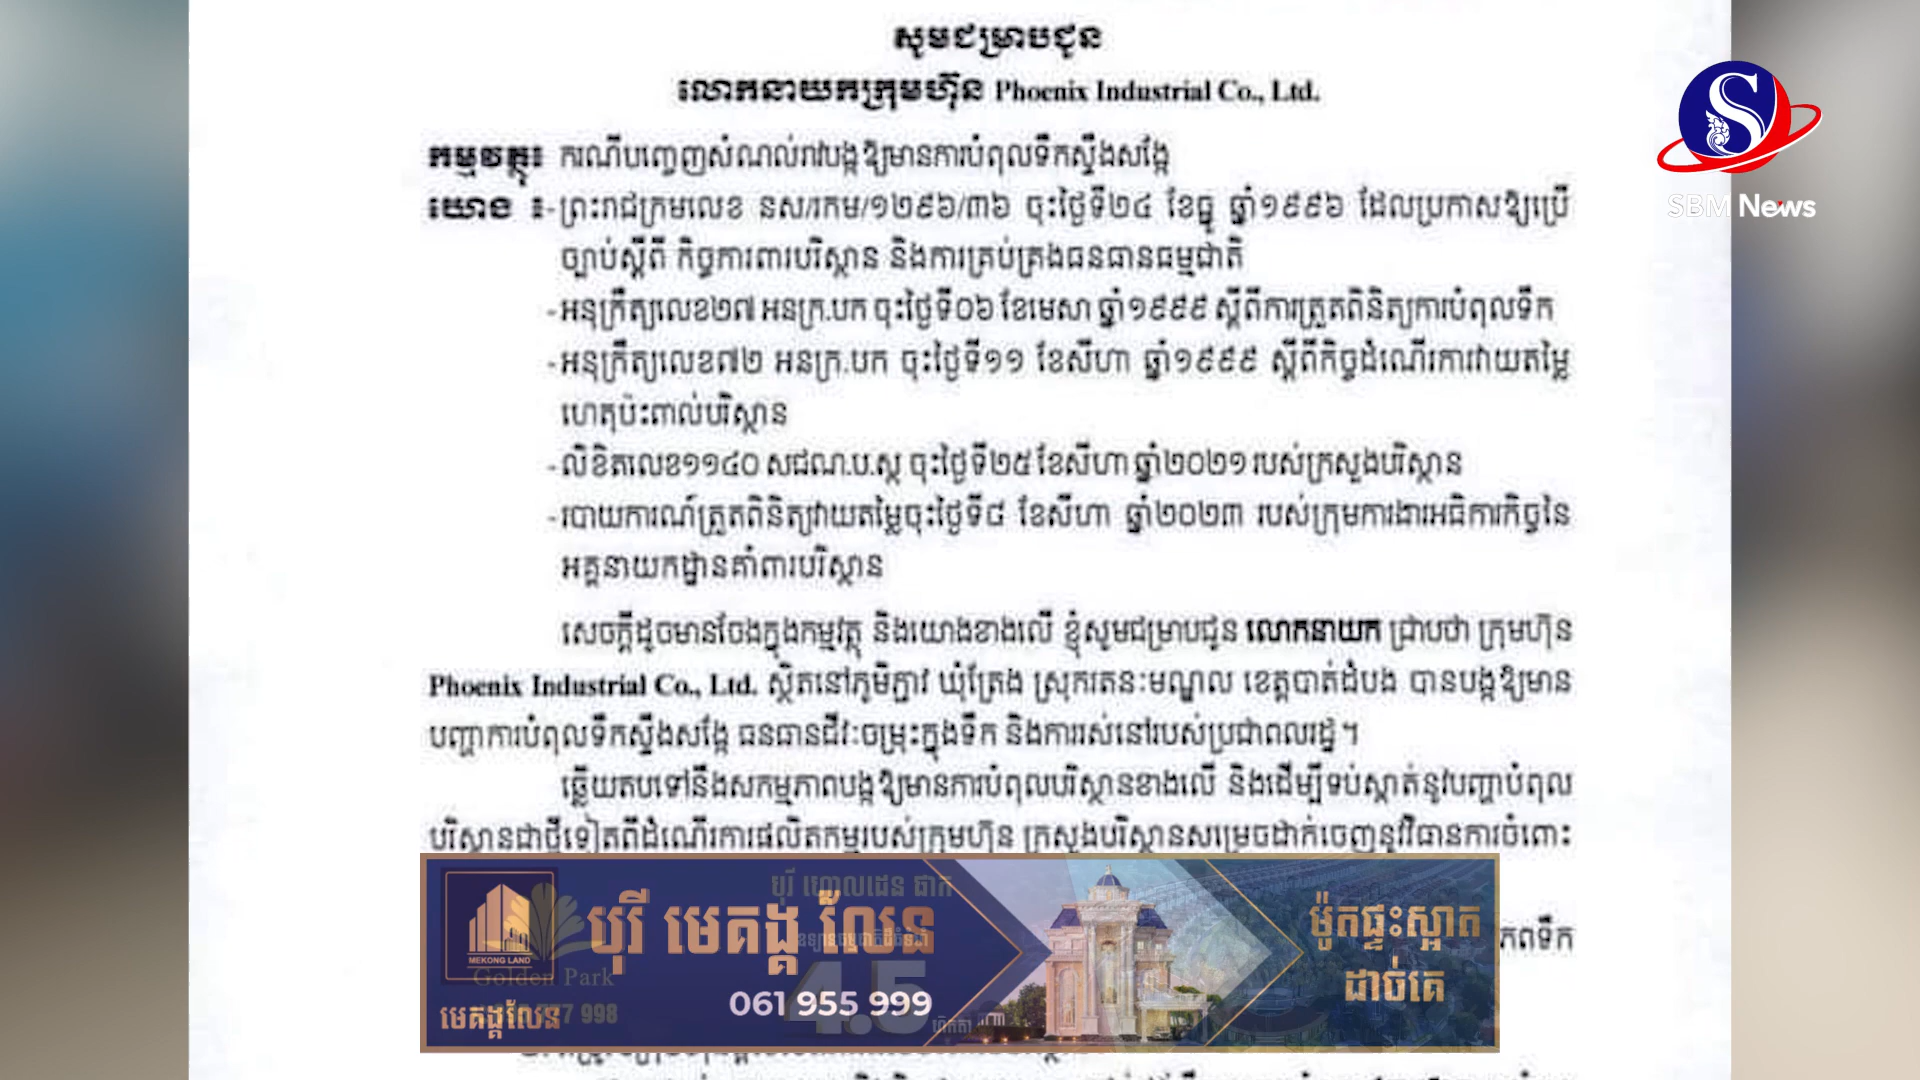 សូមជម្រាបជូន
លោកនាយកក្រុមហ៊ុន Phoenix Industrial Co., Ltd.
កម្មវត្ថុ៖ ករណីបញ្ចេញសំណល់រាវបង្កឱ្យមានការបំពុលទឹកស្ទឹងសង្កែ
យោង ៖-ព្រះរាជក្រមលេខ នស/រកម/១២៩៦/៣៦ ចុះថ្ងៃទី២៤ ខែធ្នូ ឆ្នាំ១៩៩៦ ដែលប្រកាសឱ្យប្រើ
ច្បាប់ស្តីពី កិច្ចការពារបរិស្ថាន និងការគ្រប់គ្រងធនធានធម្មជាតិ
-អនុក្រឹត្យលេខ២៧ អនក្រ.បក ចុះថ្ងៃទី០៦ ខែមេសា ឆ្នាំ១៩៩៩ ស្តីពីការត្រួតពិនិត្យការបំពុលទឹក
-អនុក្រឹត្យលេខ៧២ អនក្រ.បក ចុះថ្ងៃទី១១ ខែសីហា ឆ្នាំ១៩៩៩ ស្តីពីកិច្ចដំណើរការវាយតម្លៃ
ហេតុប៉ះពាល់បរិស្ថាន
-លិខិតលេខ១១៤០ សជណ.ប.ស្ថ ចុះថ្ងៃទី២៥ ខែសីហា ឆ្នាំ២០២១ របស់ក្រសួងបរិស្ថាន
-របាយការណ៍ត្រួតពិនិត្យវាយតម្លៃចុះថ្ងៃទី៨ ខែសីហា ឆ្នាំ២០២៣ របស់ក្រុមការងារអធិការកិច្ចនៃ
អគ្គនាយកដ្ឋានគាំពារបរិស្ថាន
សេចក្តីដូចមានចែងក្នុងកម្មវត្ថុ និងយោងខាងលើ ខ្ញុំសូមជម្រាបជូន លោកនាយក ជ្រាបថា ក្រុមហ៊ុន
Phoenix Industrial Co., Ltd. ស្ថិតនៅភូមិភ្ជាវ ឃុំត្រែង ស្រុករតនៈមណ្ឌល ខេត្តបាត់ដំបង បានបង្កឱ្យមាន
បញ្ហាការបំពុលទឹកស្ទឹងសង្កែ ធនធានជីវៈចម្រុះក្នុងទឹក និងការរស់នៅរបស់ប្រជាពលរដ្ឋ។
ឆ្លើយតបទៅនឹងសកម្មភាពបង្កឱ្យមានការបំពុលបរិស្ថានខាងលើ និងដើម្បីទប់ស្កាត់នូវបញ្ហាបំពុល
បរិស្ថានជាថ្មីទៀតពីដំណើរការផលិតកម្មរបស់ក្រុមហ៊ុន ក្រសួងបរិស្ថានសម្រេចដាក់ចេញនូវវិធានការចំពោះ
ភពទឹក
SBM News
បុរី ហ្គោលដេន ផាក
បុរី មេគង្គ លែន
MEKONG LAND
Golden Park
មេគង្គលែន
77 998
061 955 999
4.5
ម៉ូតផ្ទះស្អាត
ដាច់គេ